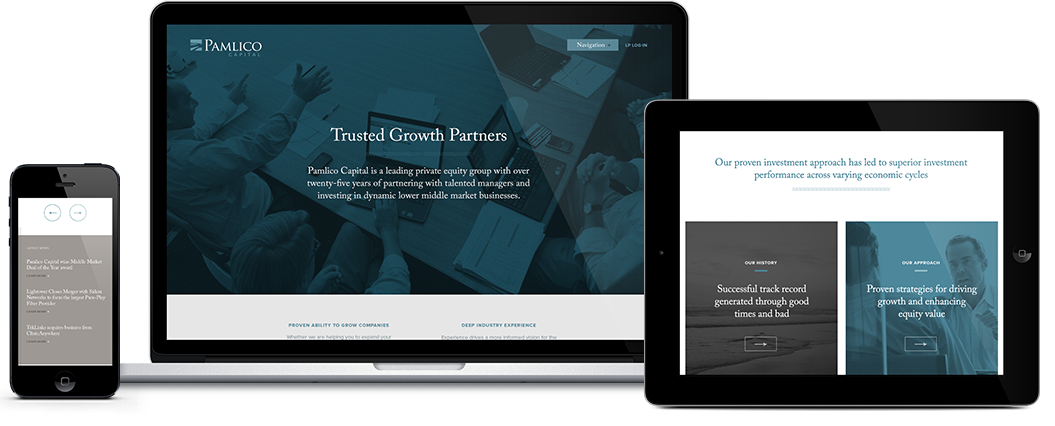 PAMLICO
CAPITAL
Navigation
LP LOG IN
Trusted Growth Partners
Pamlico Capital is a leading private equity group with over
twenty-five years of partnering with talented managers and
investing in dynamic lower middle market businesses.
PROVEN ABILITY TO GROW COMPANIES
Whether we are helping you to expand your
DEEP INDUSTRY EXPERIENCE
Experience drives a more informed vision for the
Our proven investment approach has led to superior investment
performance across varying economic cycles
OUR HISTORY
Successful track record
generated through good
times and bad
OUR APPROACH
Proven strategies for driving
growth and enhancing
equity value
LATEST NEWS
Pamlico Capital wins Middle Market
Deal of the Year award
LEARN MORE
Lightower Closes Merger with Sidera
Networks to form the largest Pure-Play
Fiber Provider
LEARN MORE
TekLinks acquires business from
ClinicAnywhere
LEARN MORE